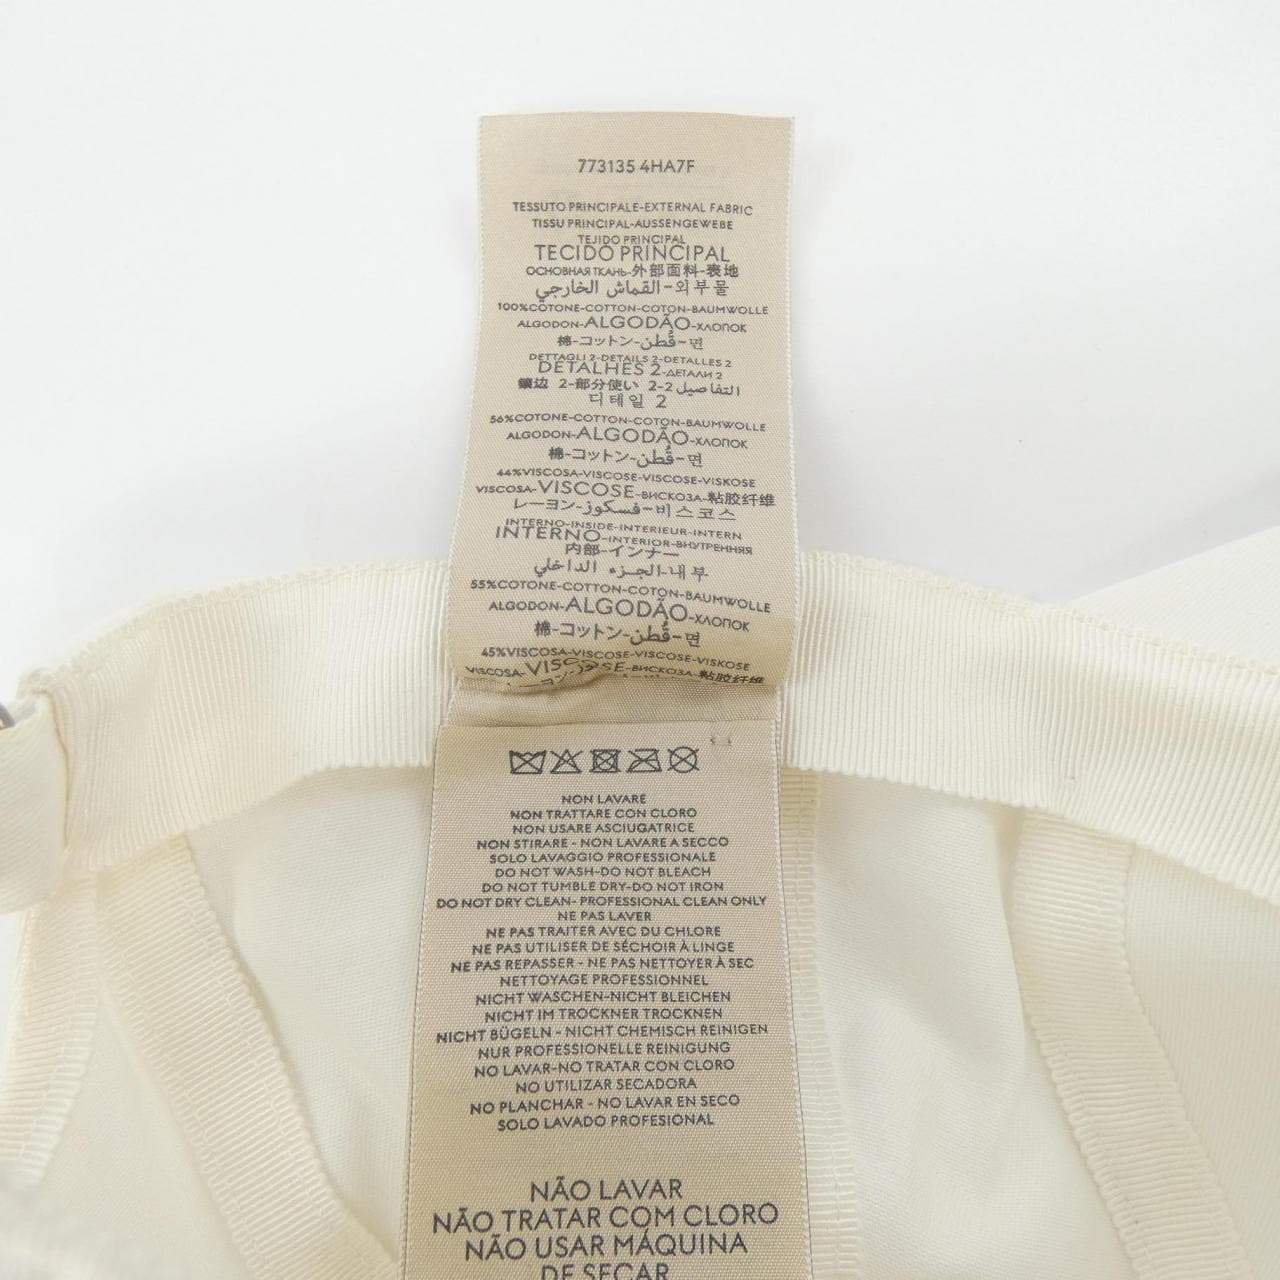 773135 4HA7F
TESSUTO PRINCIPALE-EXTERNAL FABRIC
TISSU PRINCIPAL-AUSSENGEWEBE
TEJIDO PRINCIPAL
TECIDO PRINCIPAL
ОСНОВНАЯ ТКАНЬ-外部面料-表地
القماش الخارجي-외부물
100%COTONE-COTTON-COTON-BAUMWOLLE
ALGODON-ALGODÃO-ХЛОПОК
棉-コットン-قُطن-면
DETTAGLI 2-DETAILS 2-DETALLES 2
DETALHES 2-ДЕТАЛИ 2
镶边 2-部分使い 2-التفاصيل 2
디테일 2
56%COTONE-COTTON-COTON-BAUMWOLLE
ALGODON-ALGODÃO-ХЛОПОК
棉-コットン-قُطن-면
44%VISCOSA-VISCOSE-VISCOSE-VISKOSE
VISCOSA-VISCOSE-ВИСКОЗА-粘胶纤维
レーヨン-فسكوز-비스코스
INTERNO-INSIDE-INTERIEUR-INTERN
INTERNO-INTERIOR-ВНУТРЕННЯЯ
内部-インナー
الجزء الداخلي-내부
55%COTONE-COTTON-COTON-BAUMWOLLE
ALGODON-ALGODÃO-ХЛОПОК
棉-コットン-قُطن-면
45%VISCOSA-VISCOSE-VISCOSE-VISKOSE
VISCOSA-VISCOSE-ВИСКОЗА-粘胶纤维
NON LAVARE
NON TRATTARE CON CLORO
NON USARE ASCIUGATRICE
NON STIRARE - NON LAVARE A SECCO
SOLO LAVAGGIO PROFESSIONALE
DO NOT WASH-DO NOT BLEACH
DO NOT TUMBLE DRY-DO NOT IRON
DO NOT DRY CLEAN- PROFESSIONAL CLEAN ONLY
NE PAS LAVER
NE PAS TRAITER AVEC DU CHLORE
NE PAS UTILISER DE SÉCHOIR À LINGE
NE PAS REPASSER - NE PAS NETTOYER À SEC
NETTOYAGE PROFESSIONNEL
NICHT WASCHEN-NICHT BLEICHEN
NICHT IM TROCKNER TROCKNEN
NICHT BÜGELN - NICHT CHEMISCH REINIGEN
NUR PROFESSIONELLE REINIGUNG
NO LAVAR-NO TRATAR CON CLORO
NO UTILIZAR SECADORA
NO PLANCHAR - NO LAVAR EN SECO
SOLO LAVADO PROFESIONAL
NÃO LAVAR
NÃO TRATAR COM CLORO
NÃO USAR MÁQUINA
DE SECAR